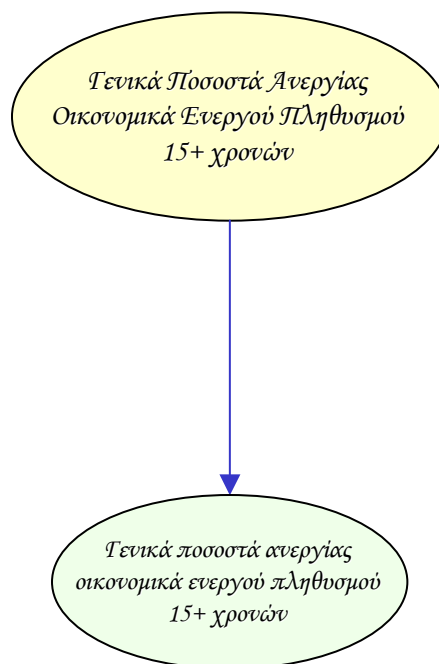 Γενικά Ποσοστά Ανεργίας
Οικονομικά Ενεργού Πληθυσμού
15+ χρονών
Γενικά ποσοστά ανεργίας
οικονομικά ενεργού πληθυσμού
15+ χρονών